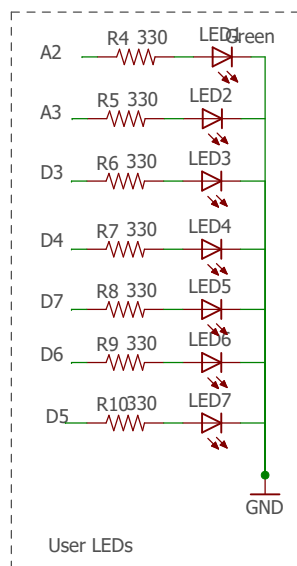 A2 R4 330 LED1 Green
A3 R5 330 LED2
D3 R6 330 LED3
D4 R7 330 LED4
D7 R8 330 LED5
D6 R9 330 LED6
D5 R10 330 LED7
GND
User LEDs